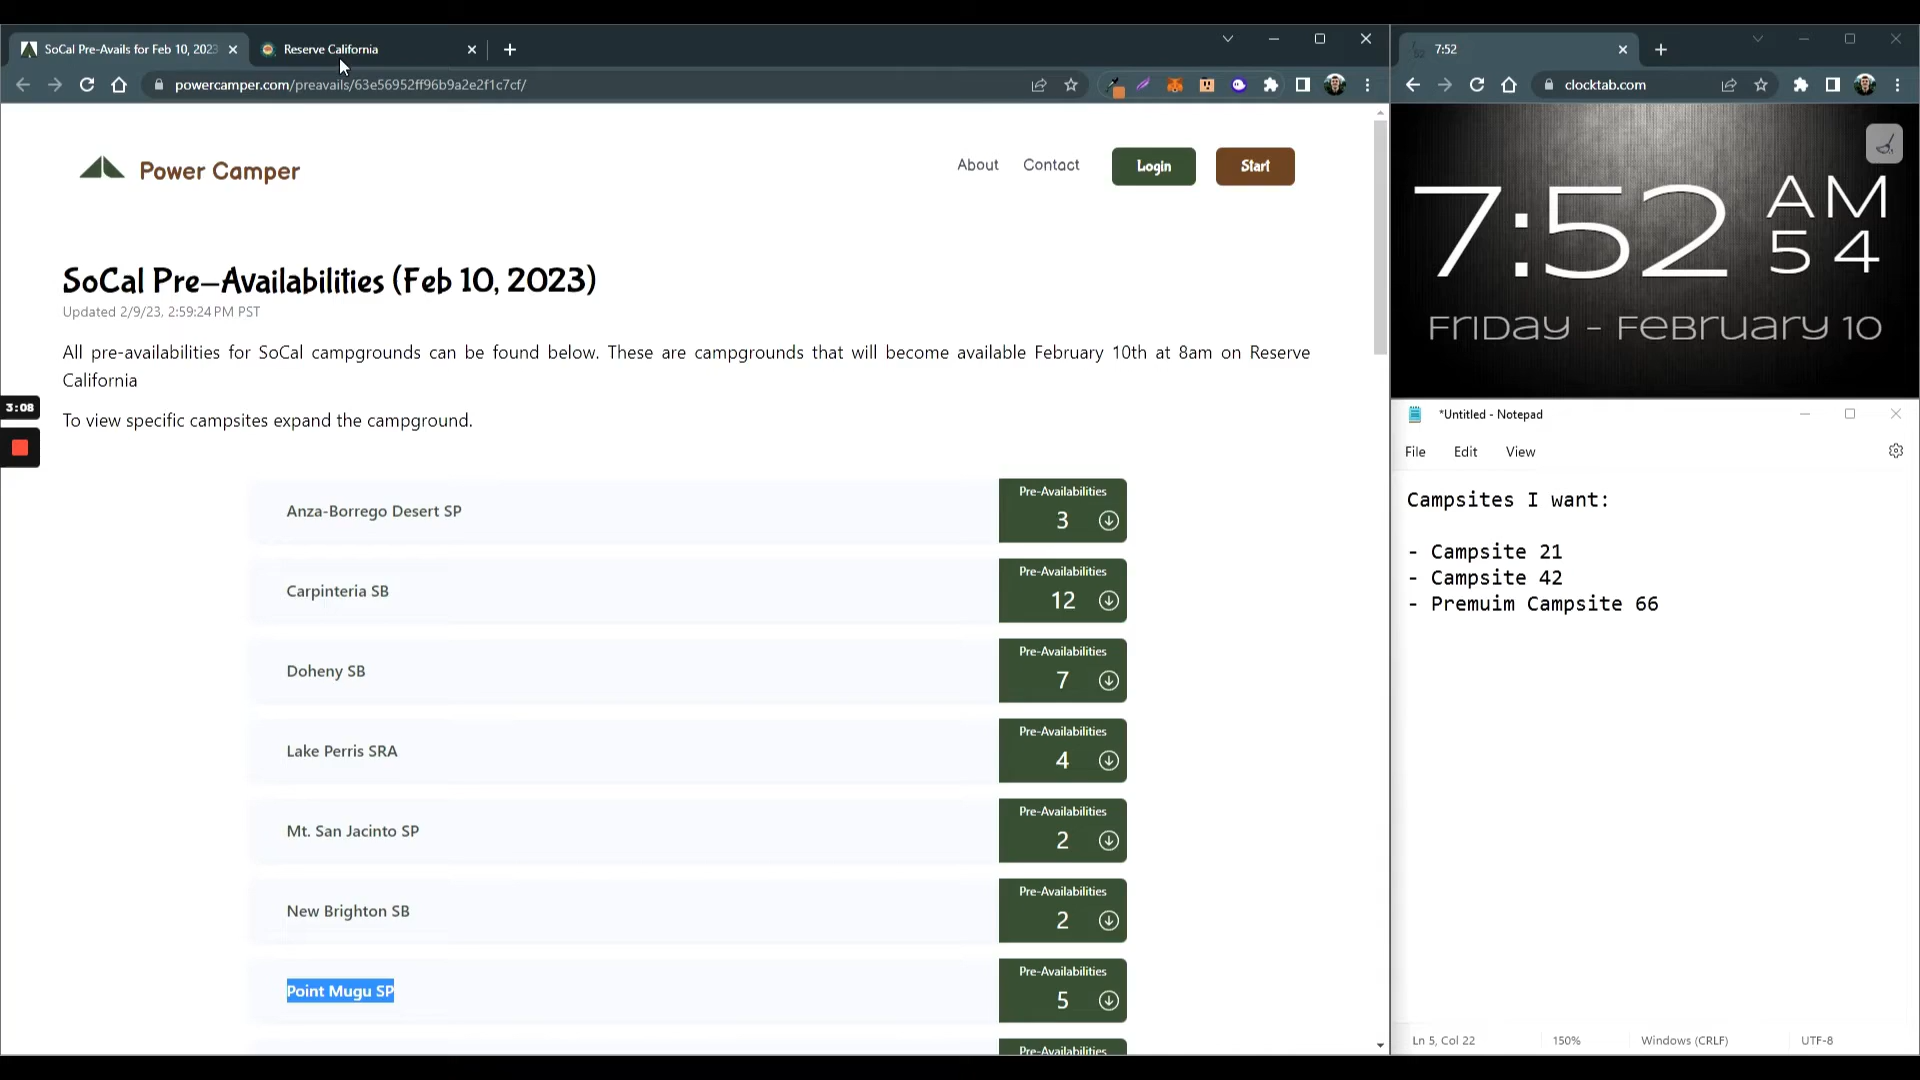 SoCal Pre-Avails for Feb 10, 2023
Reserve California
powercamper.com/preavails/63e56952ff96b9a2e2f1c7cf/
Power Camper
About
Contact
Login
Start
SoCal Pre-Availabilities (Feb 10, 2023)
Updated 2/9/23, 2:59:24 PM PST
All pre-availabilities for SoCal campgrounds can be found below. These are campgrounds that will become available February 10th at 8am on Reserve
California
To view specific campsites expand the campground.
3:08
Anza-Borrego Desert SP
Pre-Availabilities
3
Carpinteria SB
Pre-Availabilities
12
Doheny SB
Pre-Availabilities
7
Lake Perris SRA
Pre-Availabilities
4
Mt. San Jacinto SP
Pre-Availabilities
2
New Brighton SB
Pre-Availabilities
2
Point Mugu SP
Pre-Availabilities
5
Pre-Availabilities
7:52
clocktab.com
7:52 AM
54
Friday - February 10
*Untitled - Notepad
File Edit View
Campsites I want:
- Campsite 21
- Campsite 42
- Premuim Campsite 66
Ln 5, Col 22
150%
Windows (CRLF)
UTF-8